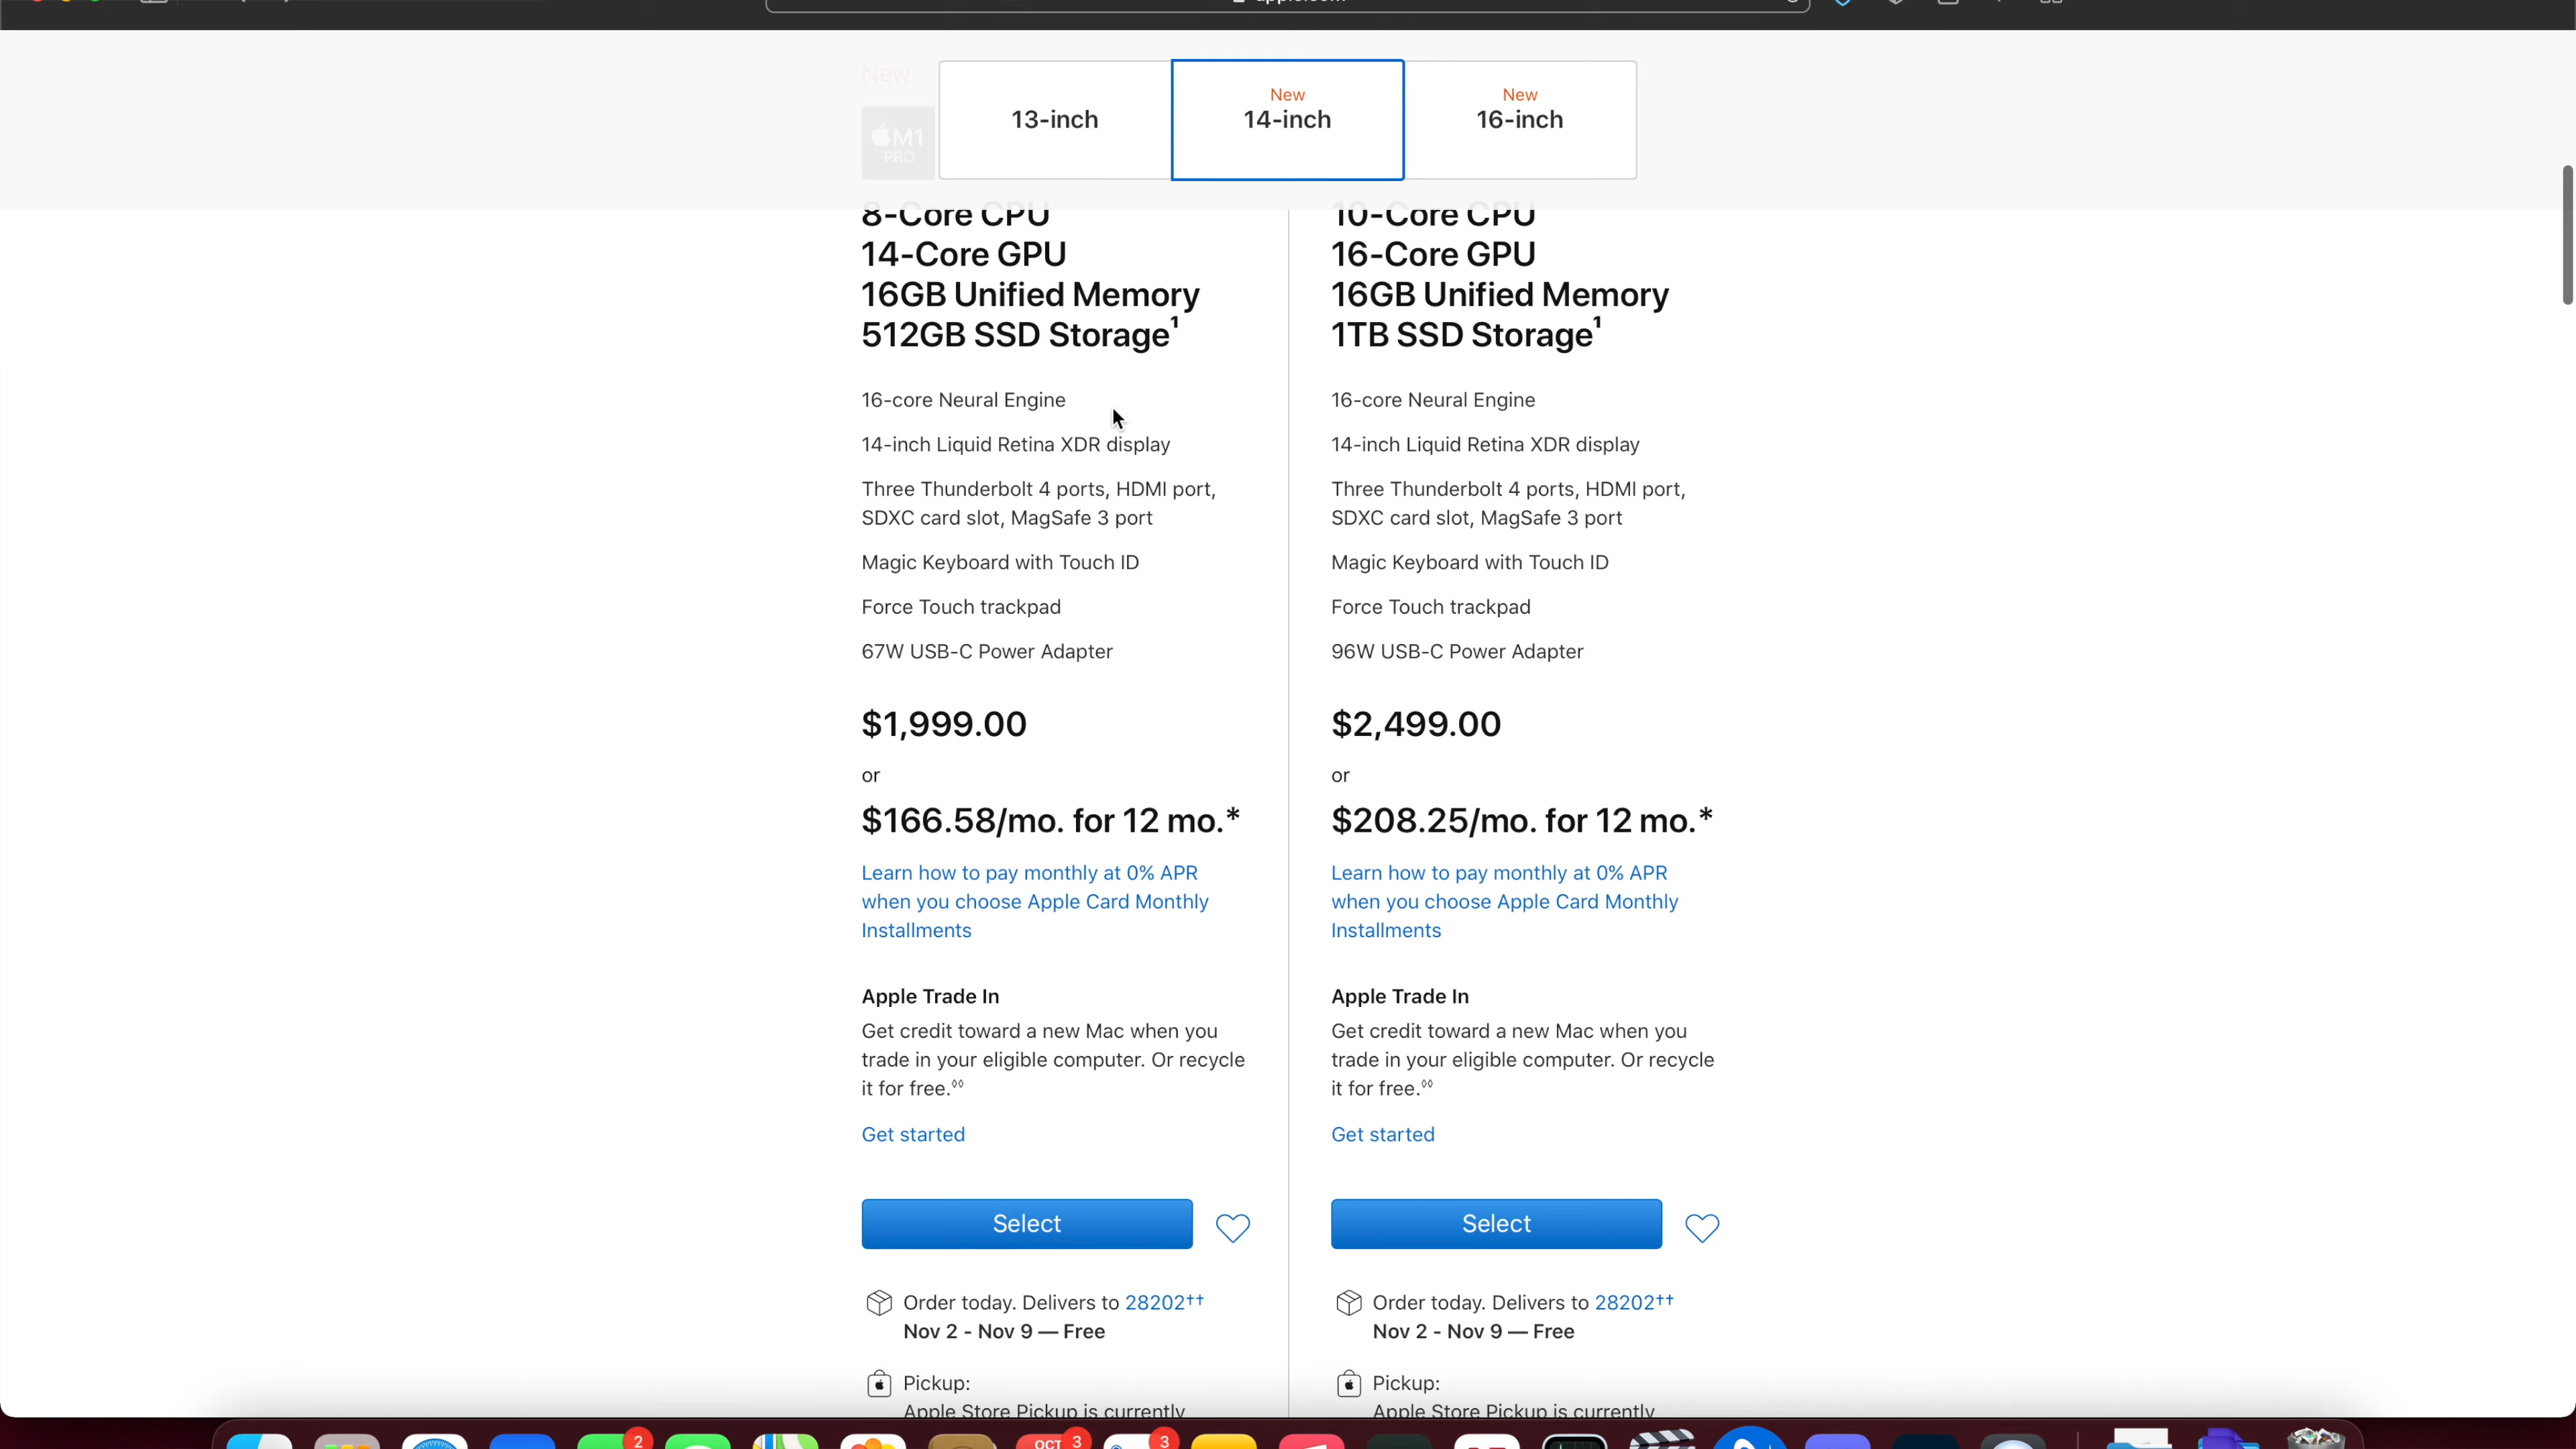 New
13-inch
New
14-inch
New
16-inch
M1
PRO
8-Core CPU
14-Core GPU
16GB Unified Memory
512GB SSD Storage¹
16-core Neural Engine
14-inch Liquid Retina XDR display
Three Thunderbolt 4 ports, HDMI port,
SDXC card slot, MagSafe 3 port
Magic Keyboard with Touch ID
Force Touch trackpad
67W USB-C Power Adapter
$1,999.00
or
$166.58/mo. for 12 mo.*
Learn how to pay monthly at 0% APR
when you choose Apple Card Monthly
Installments
Apple Trade In
Get credit toward a new Mac when you
trade in your eligible computer. Or recycle
it for free.◊◊
Get started
Select
Order today. Delivers to 28202††
Nov 2 - Nov 9 — Free
Pickup:
Apple Store Pickup is currently
10-Core CPU
16-Core GPU
16GB Unified Memory
1TB SSD Storage¹
16-core Neural Engine
14-inch Liquid Retina XDR display
Three Thunderbolt 4 ports, HDMI port,
SDXC card slot, MagSafe 3 port
Magic Keyboard with Touch ID
Force Touch trackpad
96W USB-C Power Adapter
$2,499.00
or
$208.25/mo. for 12 mo.*
Learn how to pay monthly at 0% APR
when you choose Apple Card Monthly
Installments
Apple Trade In
Get credit toward a new Mac when you
trade in your eligible computer. Or recycle
it for free.◊◊
Get started
Select
Order today. Delivers to 28202††
Nov 2 - Nov 9 — Free
Pickup:
Apple Store Pickup is currently
2
OCT
3
3